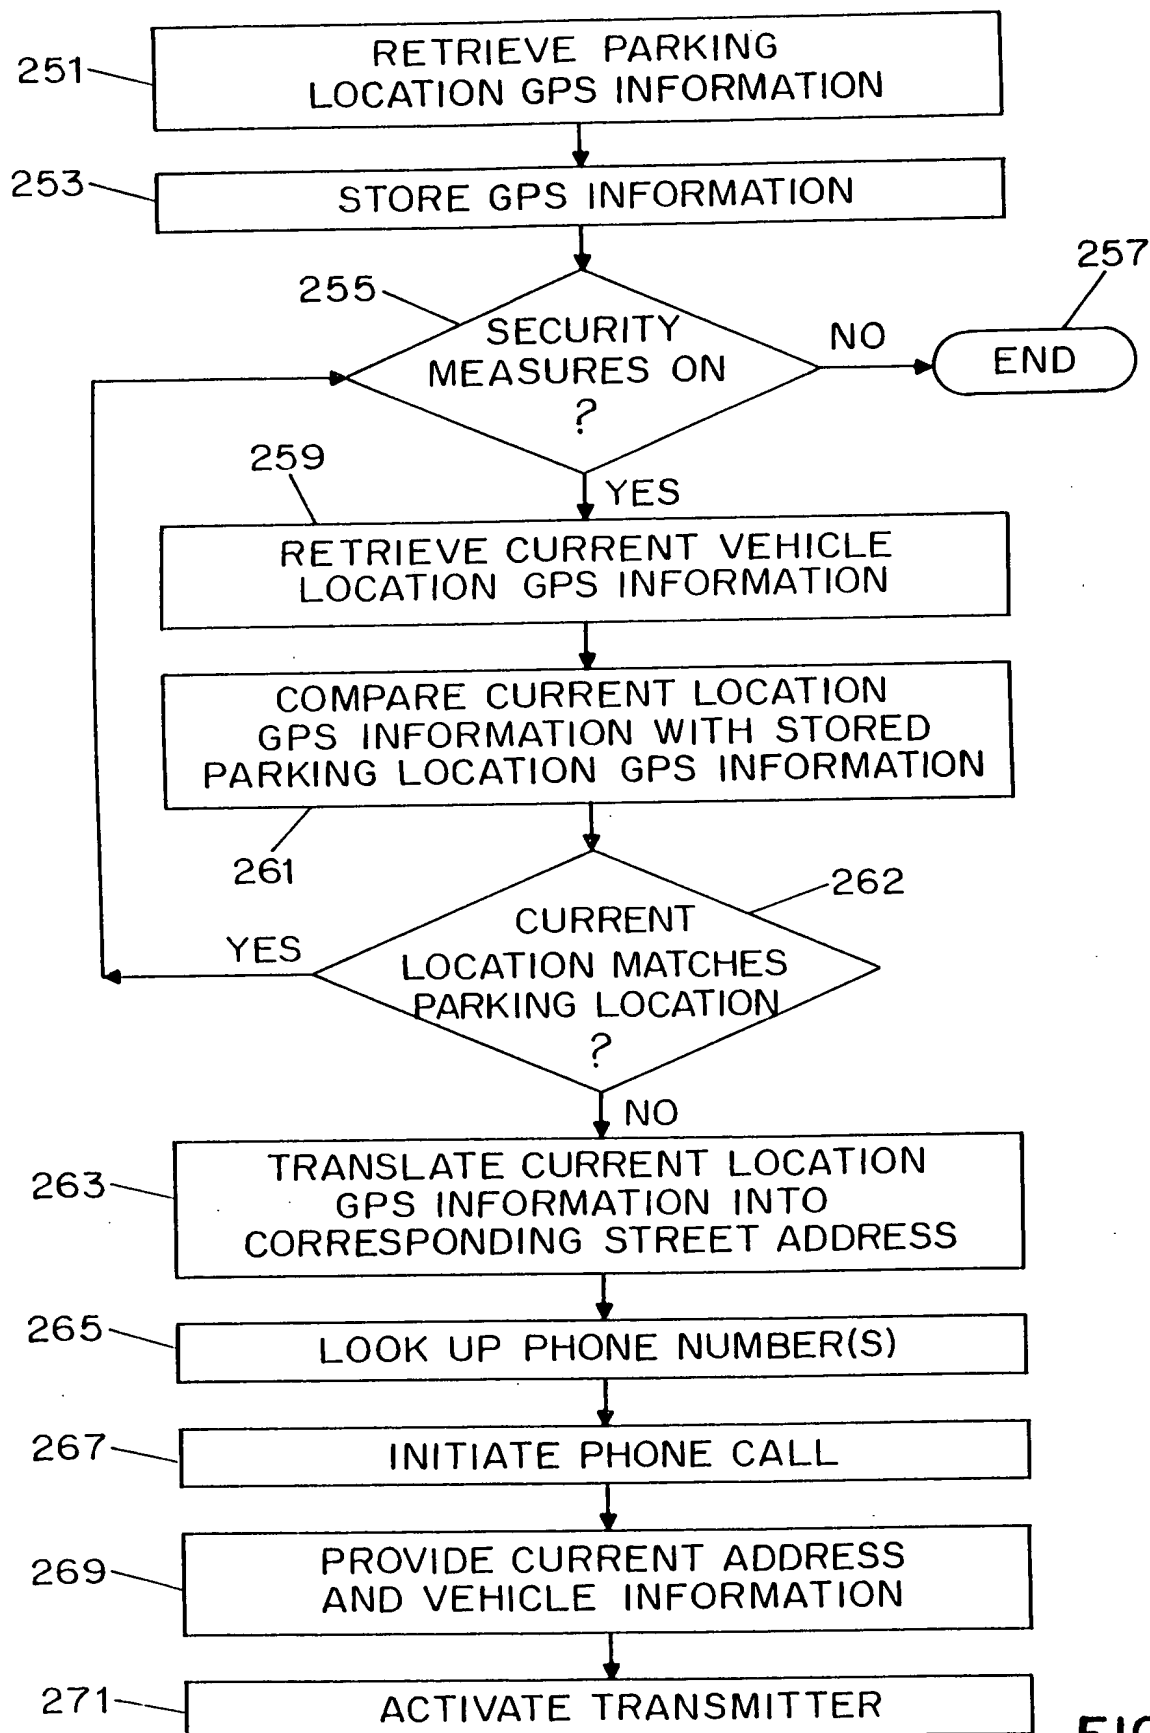 251
RETRIEVE PARKING
LOCATION GPS INFORMATION
253
STORE GPS INFORMATION
257
255
SECURITY
MEASURES ON
?
NO
END
259
YES
RETRIEVE CURRENT VEHICLE
LOCATION GPS INFORMATION
COMPARE CURRENT LOCATION
GPS INFORMATION WITH STORED
PARKING LOCATION GPS INFORMATION
261
262
CURRENT
LOCATION MATCHES
PARKING LOCATION
?
YES
NO
263
TRANSLATE CURRENT LOCATION
GPS INFORMATION INTO
CORRESPONDING STREET ADDRESS
265
LOOK UP PHONE NUMBER(S)
267
INITIATE PHONE CALL
269
PROVIDE CURRENT ADDRESS
AND VEHICLE INFORMATION
271
ACTIVATE TRANSMITTER